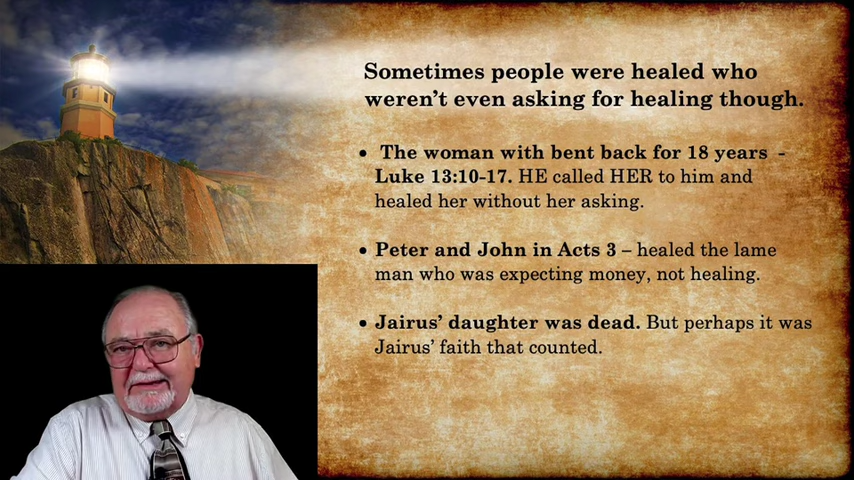 Sometimes people were healed who
weren’t even asking for healing though.
• The woman with bent back for 18 years -
Luke 13:10-17. HE called HER to him and
healed her without her asking.
• Peter and John in Acts 3 – healed the lame
man who was expecting money, not healing.
• Jairus’ daughter was dead. But perhaps it was
Jairus’ faith that counted.